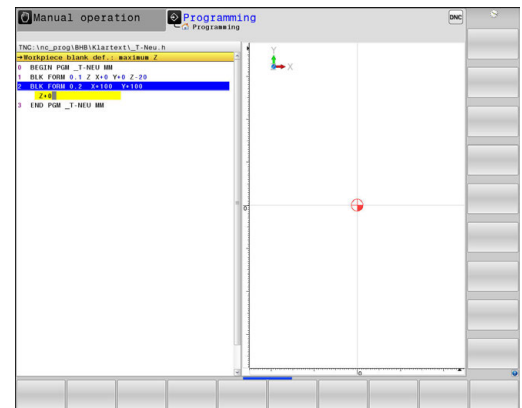 Manual operation
Programming
Programming
DNC
TNC:\nc_prog\BHB\Klartext\_T-Neu.h
→Workpiece blank def.: maximum Z
0 BEGIN PGM _T-NEU MM
1 BLK FORM 0.1 Z X+0 Y+0 Z-20
2 BLK FORM 0.2 X+100 Y+100
Z+0
3 END PGM _T-NEU MM
Y
X
0
0